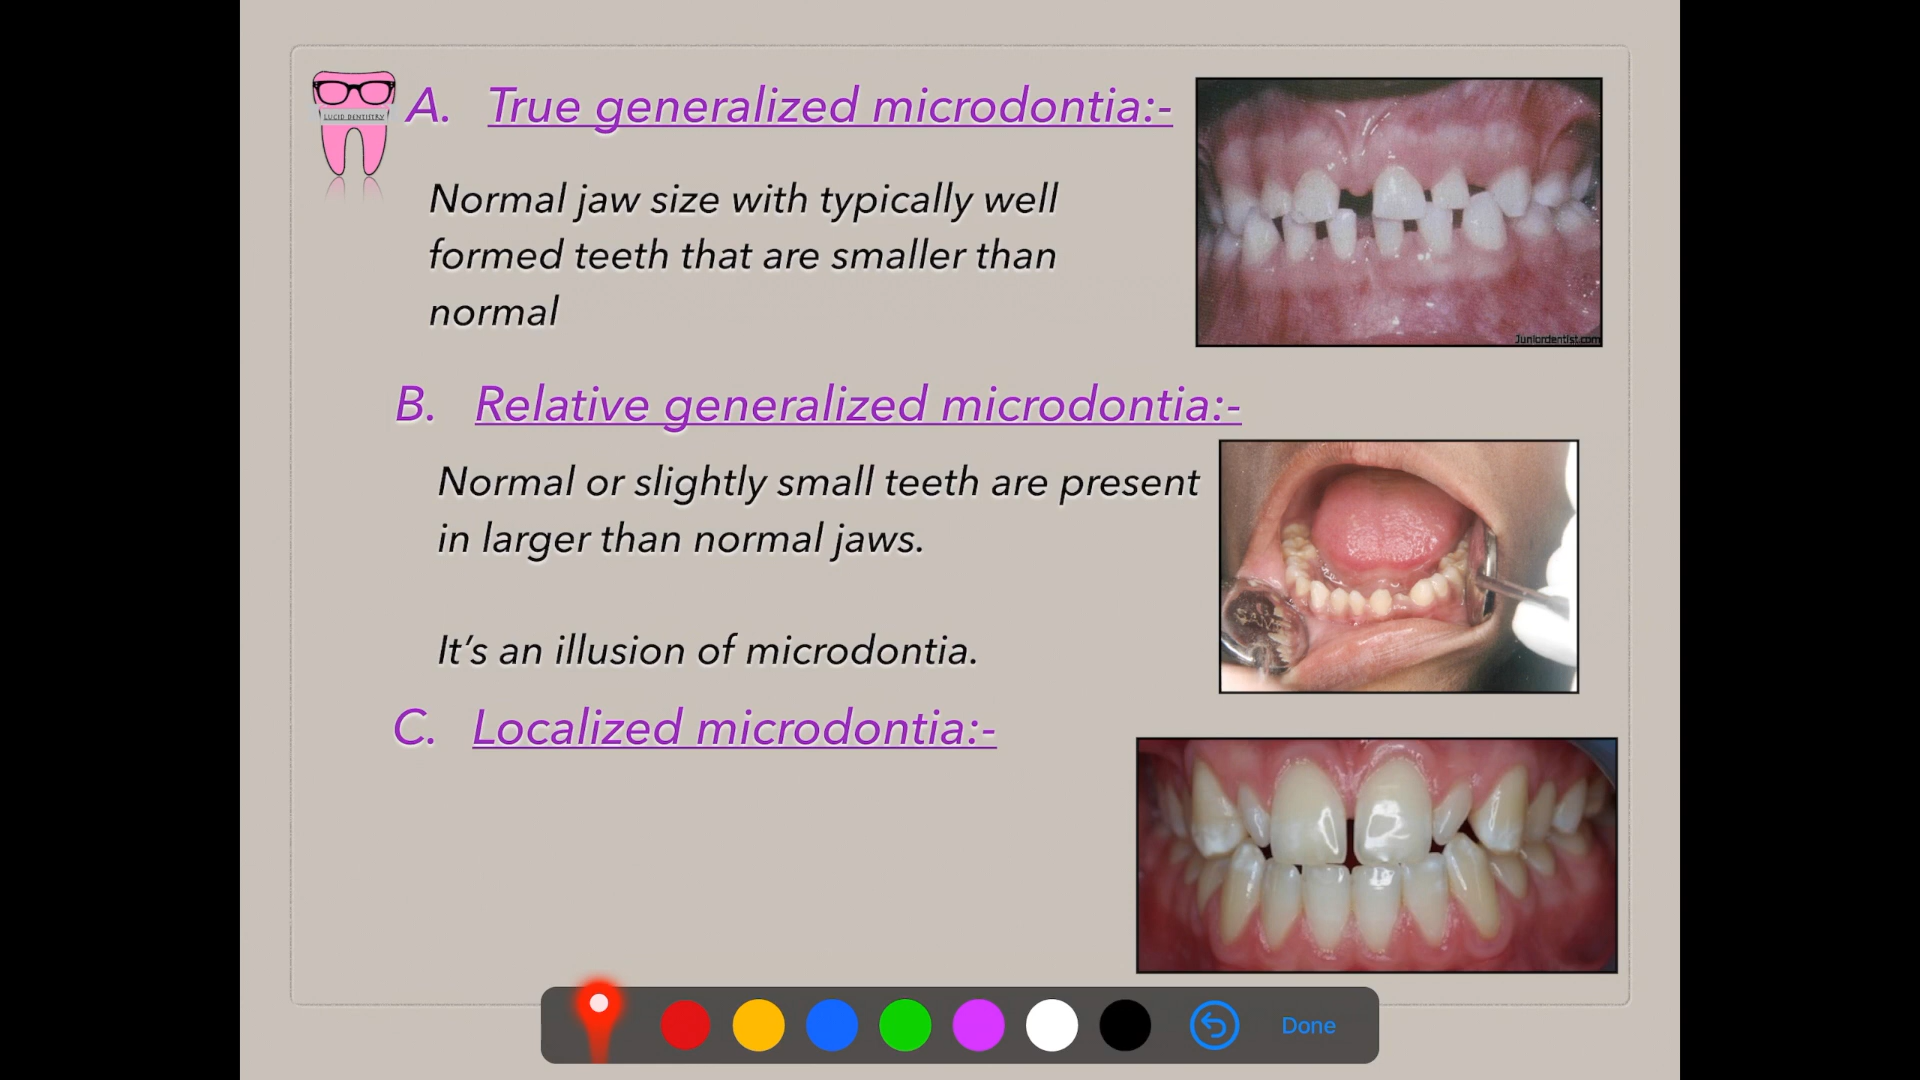 LUCID DENTISTRY
A. True generalized microdontia:-
Normal jaw size with typically well
formed teeth that are smaller than
normal
Juniordentist.com
B. Relative generalized microdontia:-
Normal or slightly small teeth are present
in larger than normal jaws.
It’s an illusion of microdontia.
C. Localized microdontia:-
Done